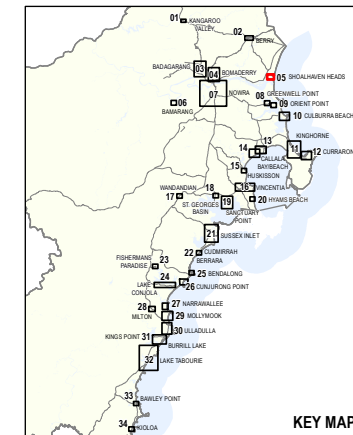 01
KANGAROO
VALLEY
02
BERRY
BADAGARANG
03
04
BOMADERRY
05
SHOALHAVEN HEADS
07
NOWRA
06
BAMARANG
08
GREENWELL POINT
09
ORIENT POINT
10
CULBURRA BEACH
KINGHORNE
11
12
CURRARONG
13
14
CALLALA
BAY/BEACH
15
HUSKISSON
16
VINCENTIA
WANDANDIAN
17
18
ST. GEORGES
BASIN
19
20
HYAMS BEACH
SANCTUARY
POINT
21
SUSSEX INLET
22
CUDMIRRAH
BERRARA
FISHERMANS
PARADISE
23
24
LAKE
CONJOLA
25
BENDALONG
26
CUNJURONG POINT
27
NARRAWALLEE
28
MILTON
29
MOLLYMOOK
30
ULLADULLA
KINGS POINT
31
BURRILL LAKE
32
LAKE TABOURIE
33
BAWLEY POINT
34
KIOLOA
KEY MAP